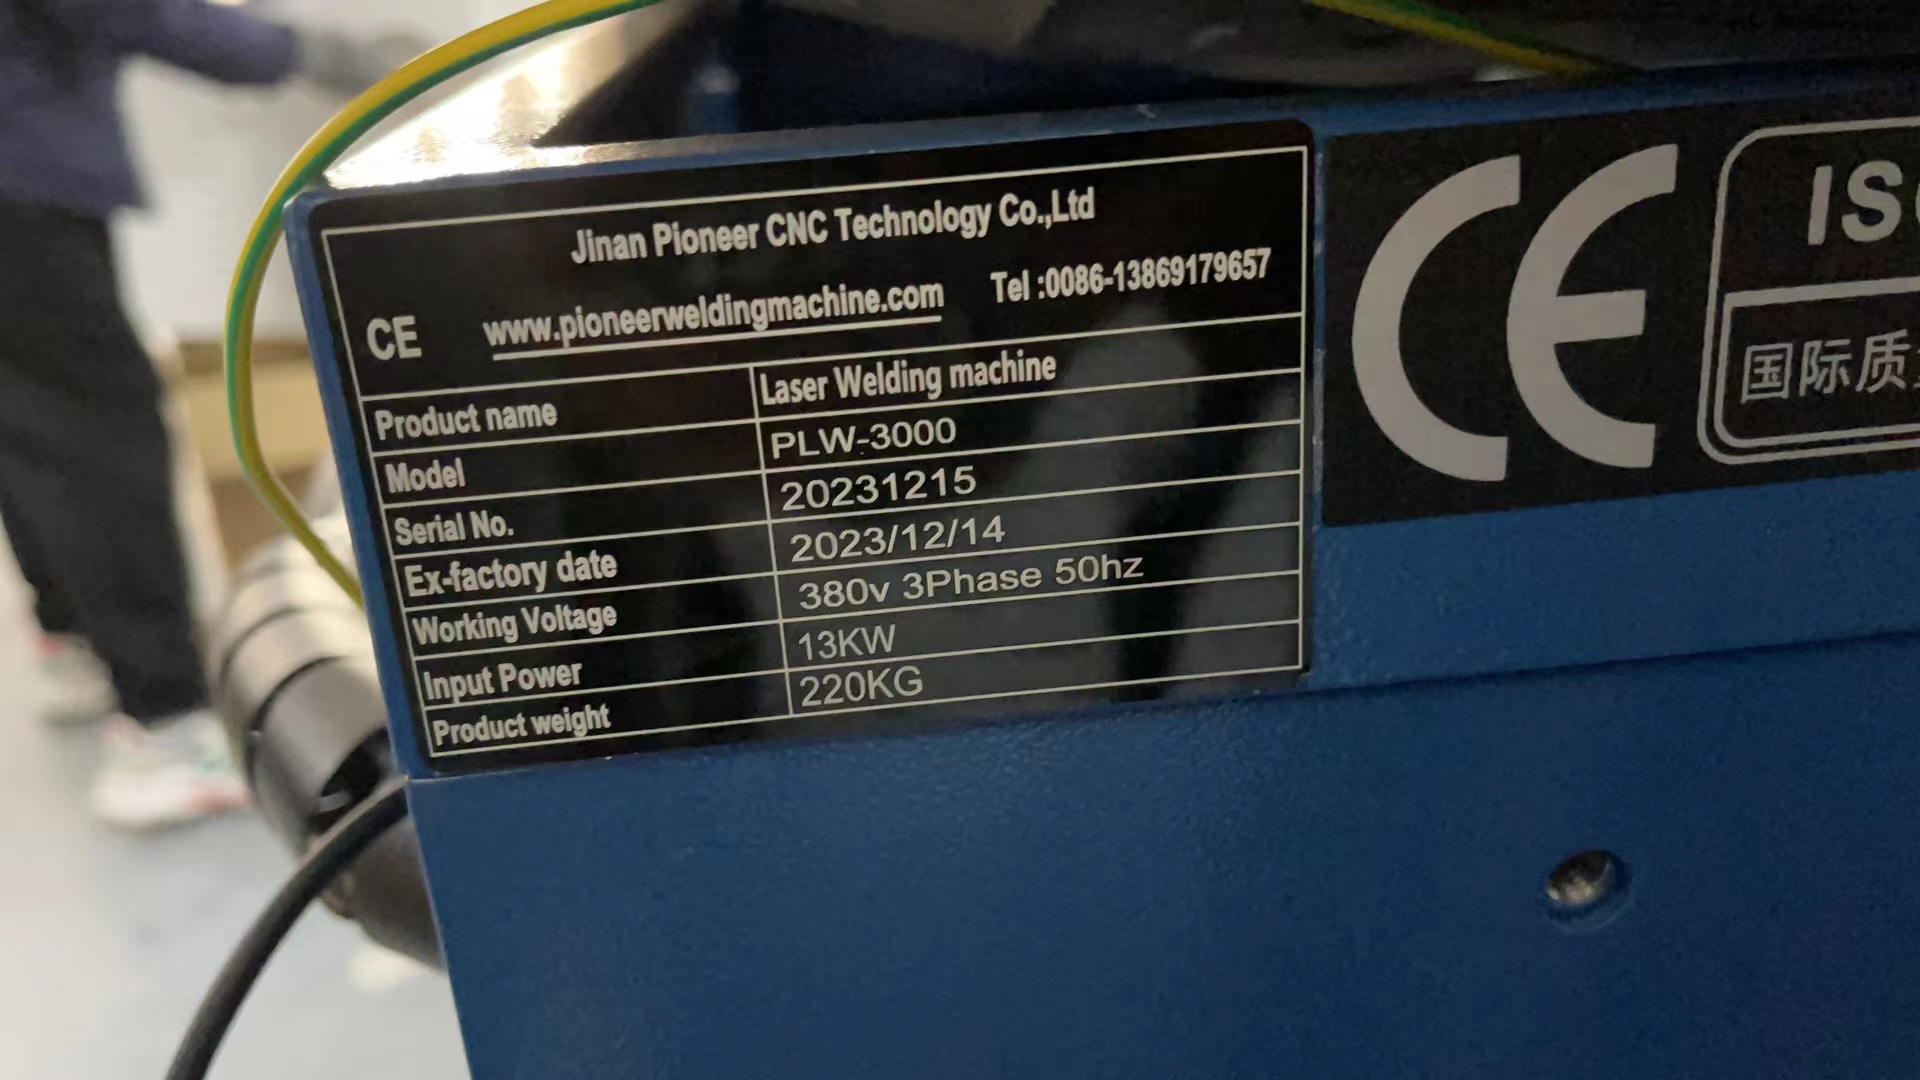 Jinan Pioneer CNC Technology Co.,Ltd
CE www.pioneerweldingmachine.com Tel :0086-13869179657
Product name Laser Welding machine
Model PLW-3000
Serial No. 20231215
Ex-factory date 2023/12/14
Working Voltage 380v 3Phase 50hz
Input Power 13KW
Product weight 220KG
CE
IS
国际质